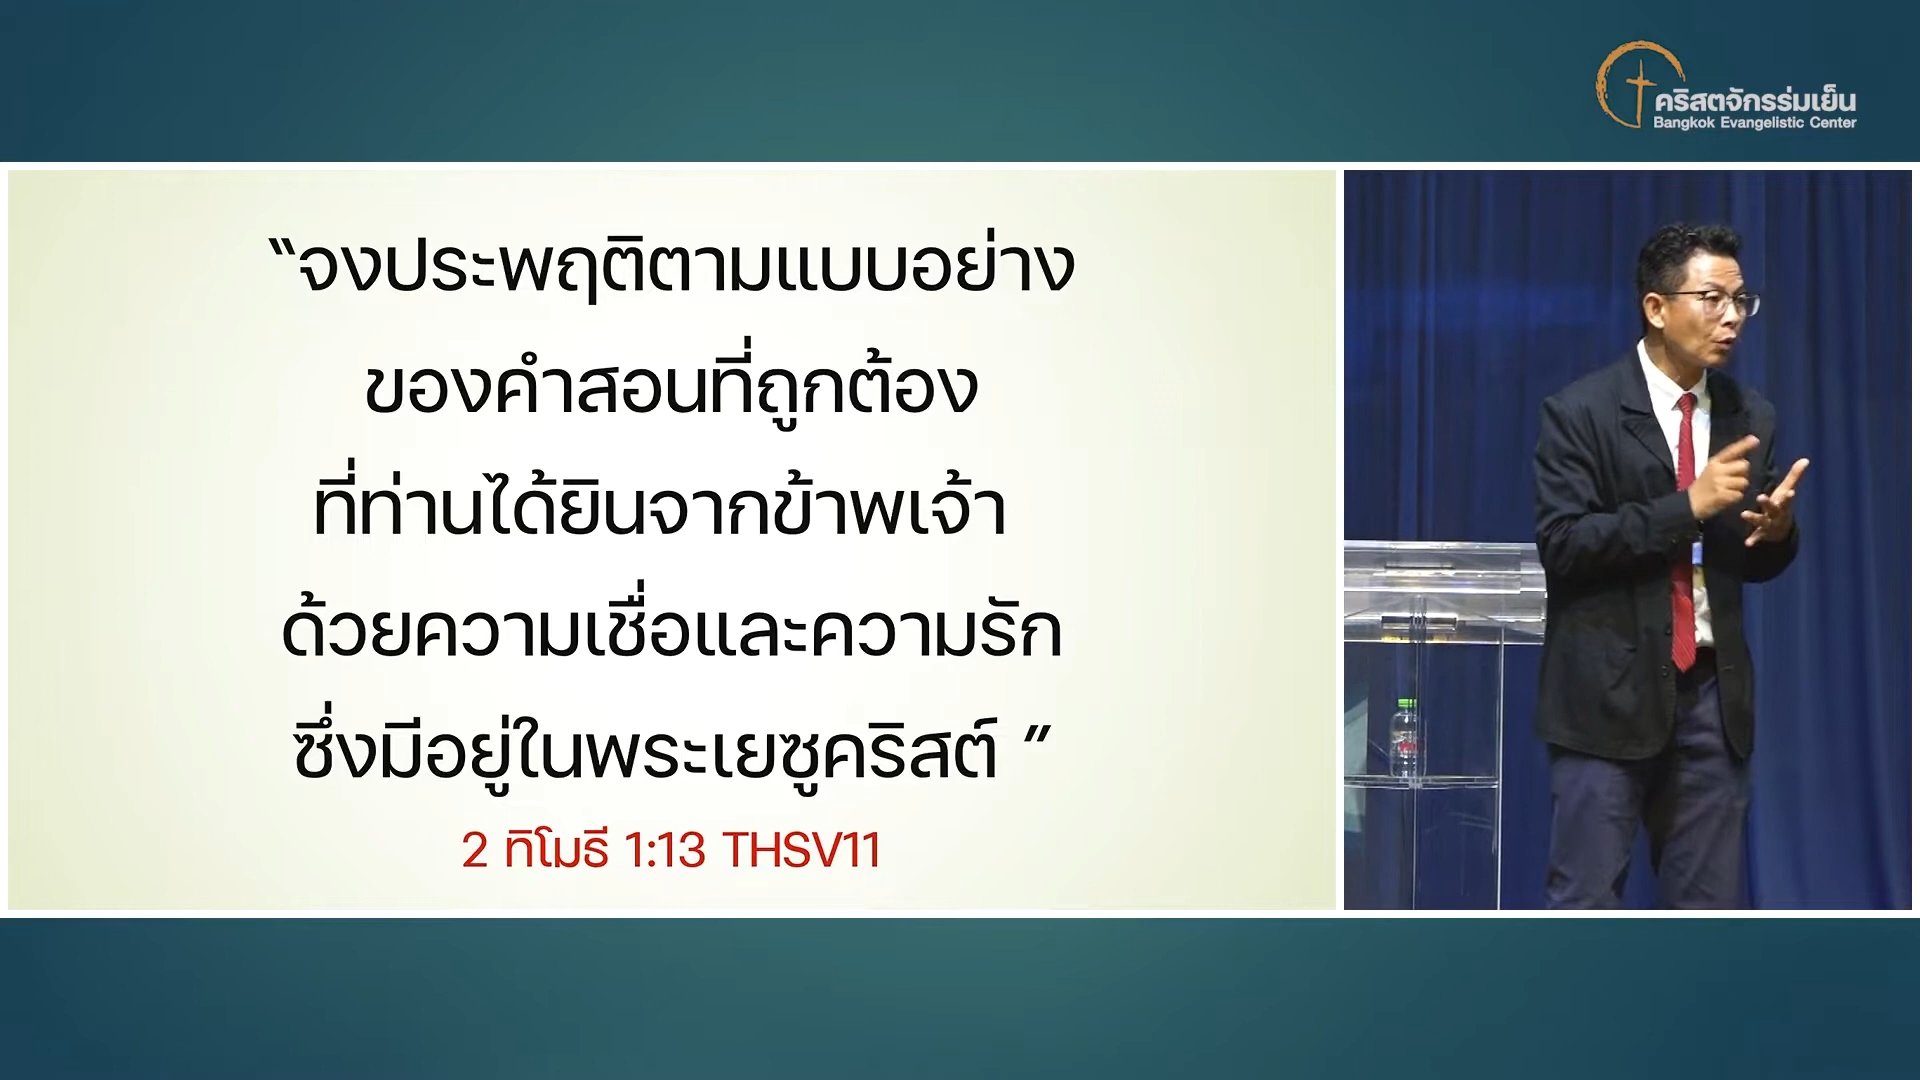 คริสตจักรร่มเย็น
Bangkok Evangelistic Center
“จงประพฤติตามแบบอย่าง
ของคำสอนที่ถูกต้อง
ที่ท่านได้ยินจากข้าพเจ้า
ด้วยความเชื่อและความรัก
ซึ่งมีอยู่ในพระเยซูคริสต์ ”
2 ทิโมธี 1:13 THSV11